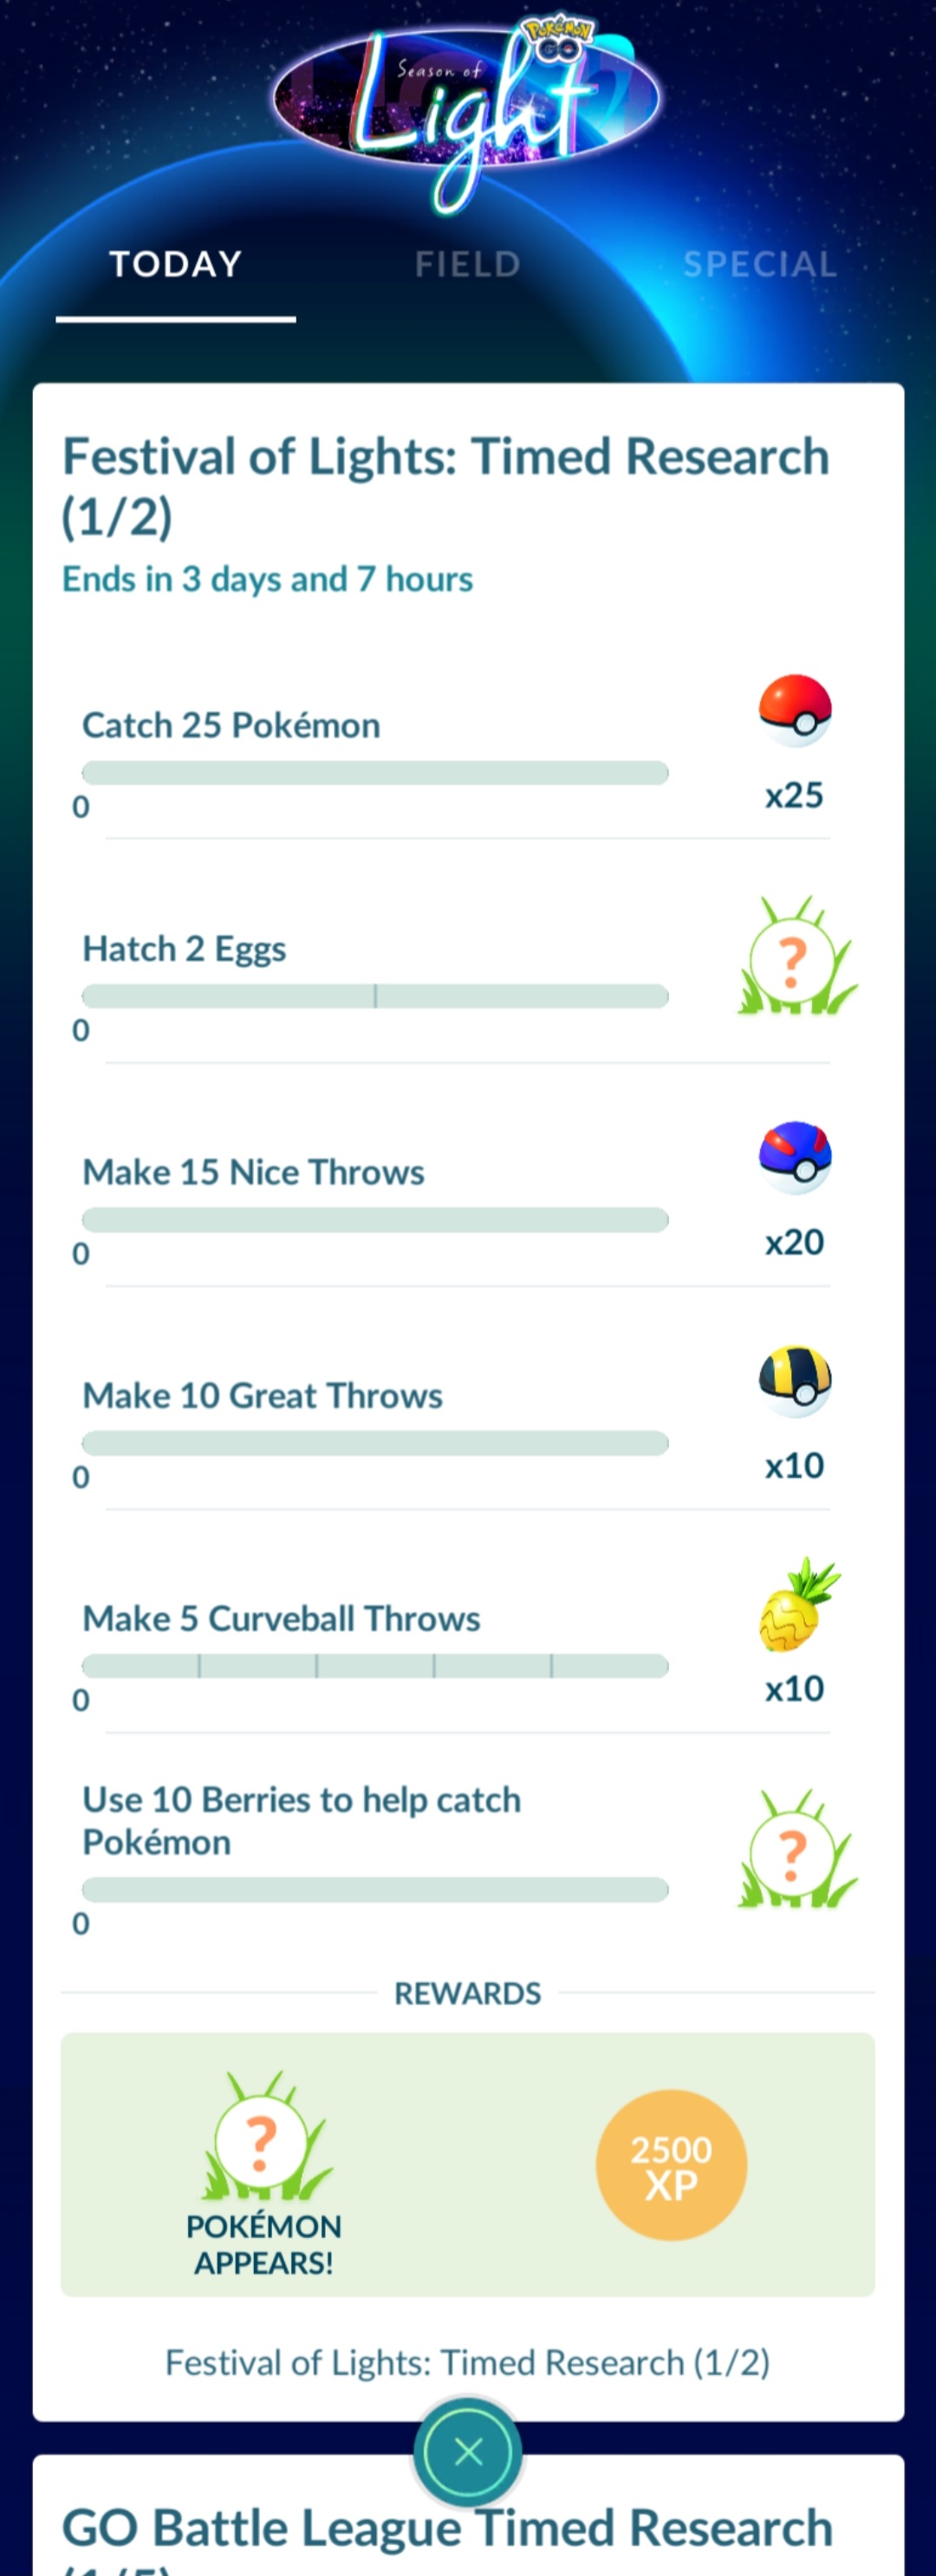 POKÉMON
GO
Season of
Light
TODAY
FIELD
SPECIAL
Festival of Lights: Timed Research
(1/2)
Ends in 3 days and 7 hours
Catch 25 Pokémon
0
x25
Hatch 2 Eggs
0
?
Make 15 Nice Throws
0
x20
Make 10 Great Throws
0
x10
Make 5 Curveball Throws
0
x10
Use 10 Berries to help catch
Pokémon
0
?
REWARDS
?
POKÉMON
APPEARS!
2500
XP
Festival of Lights: Timed Research (1/2)
GO Battle League Timed Research
(1/5)